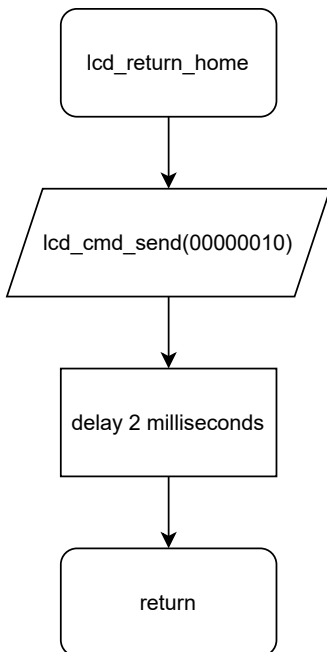 lcd_return_home
lcd_cmd_send(00000010)
delay 2 milliseconds
return